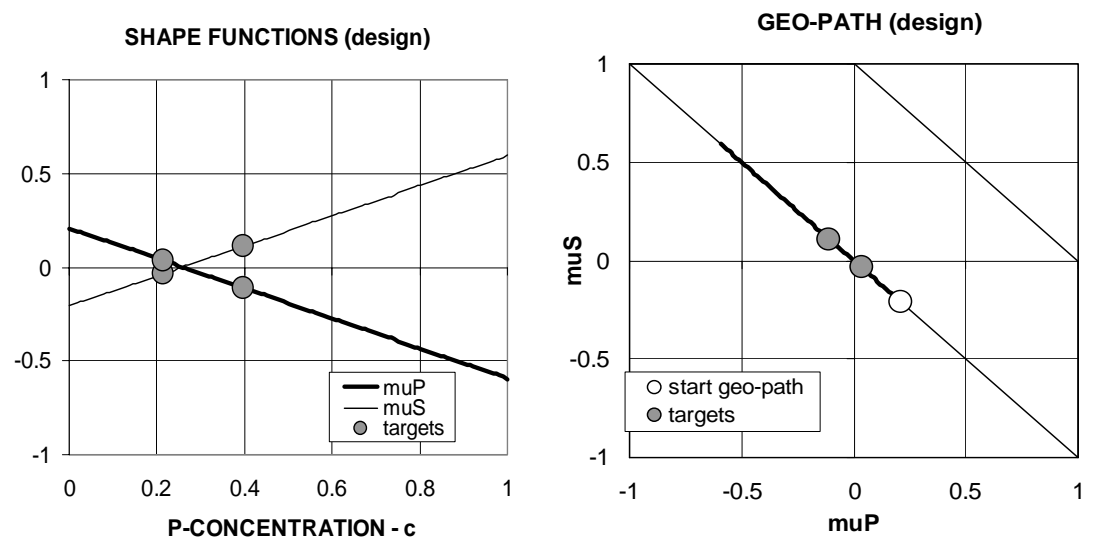 SHAPE FUNCTIONS (design)
1
0.5
0
-0.5
-1
0
0.2
0.4
0.6
0.8
1
muP
muS
targets
P-CONCENTRATION - c
GEO-PATH (design)
muS
1
0.5
0
-0.5
-1
-1
-0.5
0
0.5
1
start geo-path
targets
muP